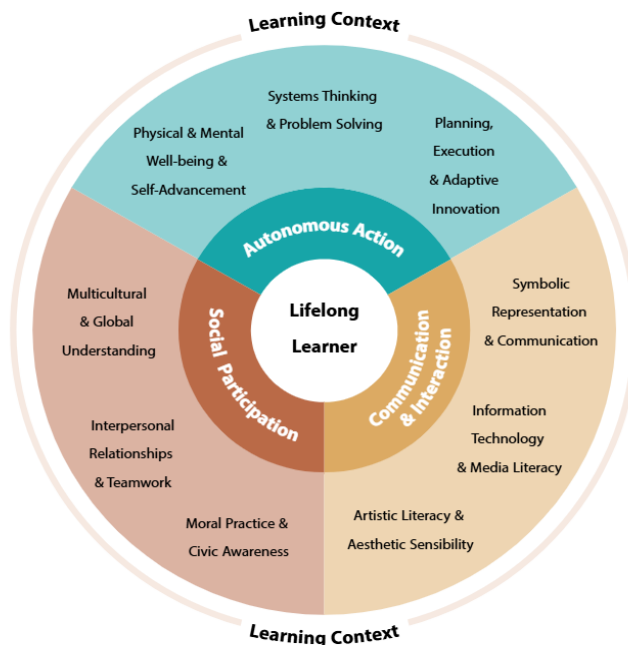 Learning Context
Systems Thinking
& Problem Solving
Physical & Mental
Well-being &
Self-Advancement
Planning,
Execution
& Adaptive
Innovation
Autonomous Action
Lifelong
Learner
Social Participation
Communication
& Interaction
Multicultural
& Global
Understanding
Interpersonal
Relationships
& Teamwork
Moral Practice &
Civic Awareness
Symbolic
Representation
& Communication
Information
Technology
& Media Literacy
Artistic Literacy &
Aesthetic Sensibility
Learning Context